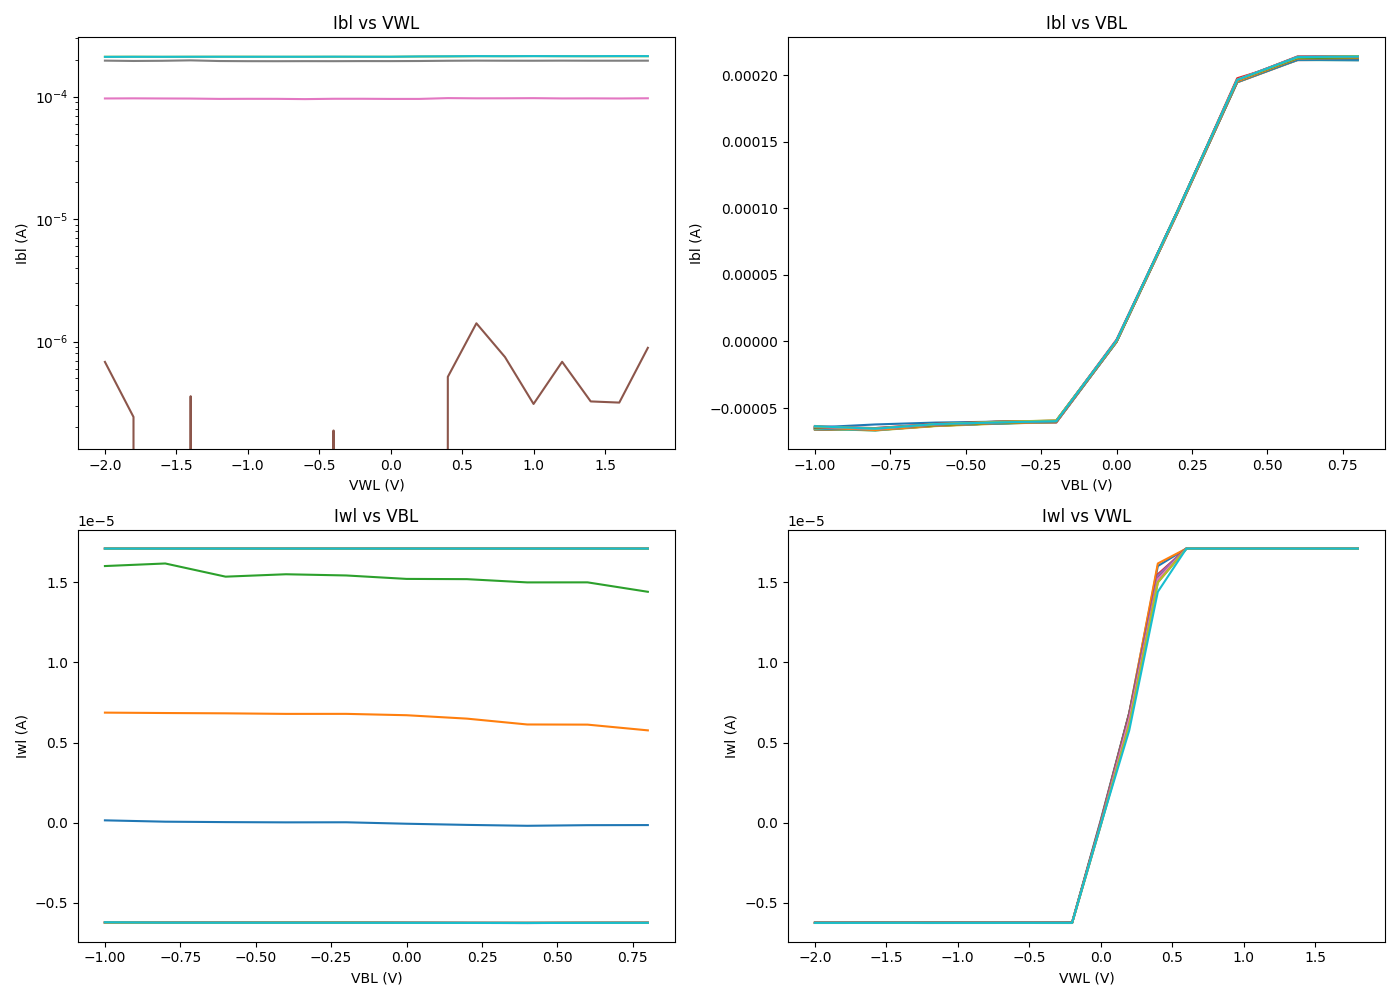 Ibl vs VWL
Ibl (A)
10⁻⁴
10⁻⁵
10⁻⁶
−2.0 −1.5 −1.0 −0.5 0.0 0.5 1.0 1.5
VWL (V)
Ibl vs VBL
Ibl (A)
0.00020
0.00015
0.00010
0.00005
0.00000
−0.00005
−1.00 −0.75 −0.50 −0.25 0.00 0.25 0.50 0.75
VBL (V)
Iwl vs VBL
1e−5
Iwl (A)
1.5
1.0
0.5
0.0
−0.5
−1.00 −0.75 −0.50 −0.25 0.00 0.25 0.50 0.75
VBL (V)
Iwl vs VWL
1e−5
Iwl (A)
1.5
1.0
0.5
0.0
−0.5
−2.0 −1.5 −1.0 −0.5 0.0 0.5 1.0 1.5
VWL (V)